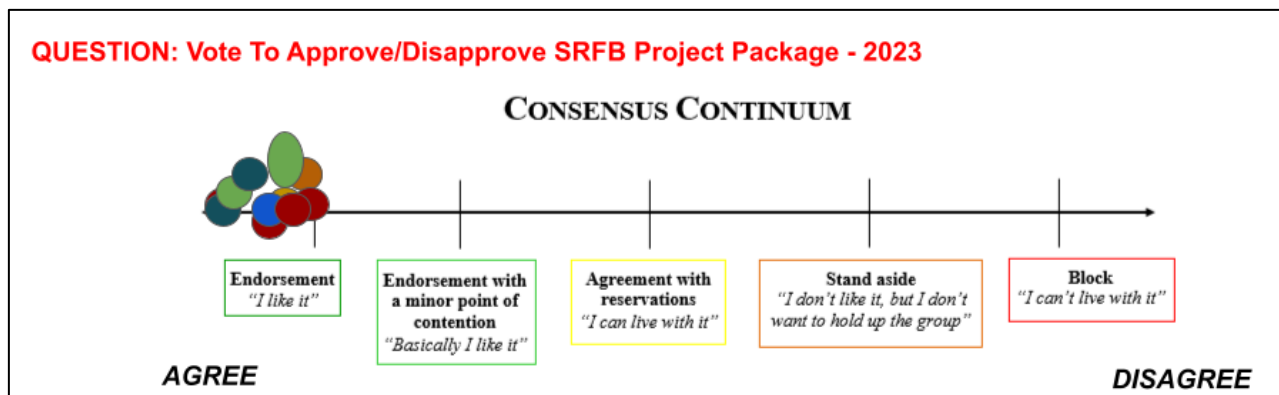 QUESTION: Vote To Approve/Disapprove SRFB Project Package - 2023
CONSENSUS CONTINUUM
Endorsement
“I like it”
Endorsement with
a minor point of
contention
“Basically I like it”
Agreement with
reservations
“I can live with it”
Stand aside
“I don’t like it, but I don’t
want to hold up the group”
Block
“I can’t live with it”
AGREE
DISAGREE